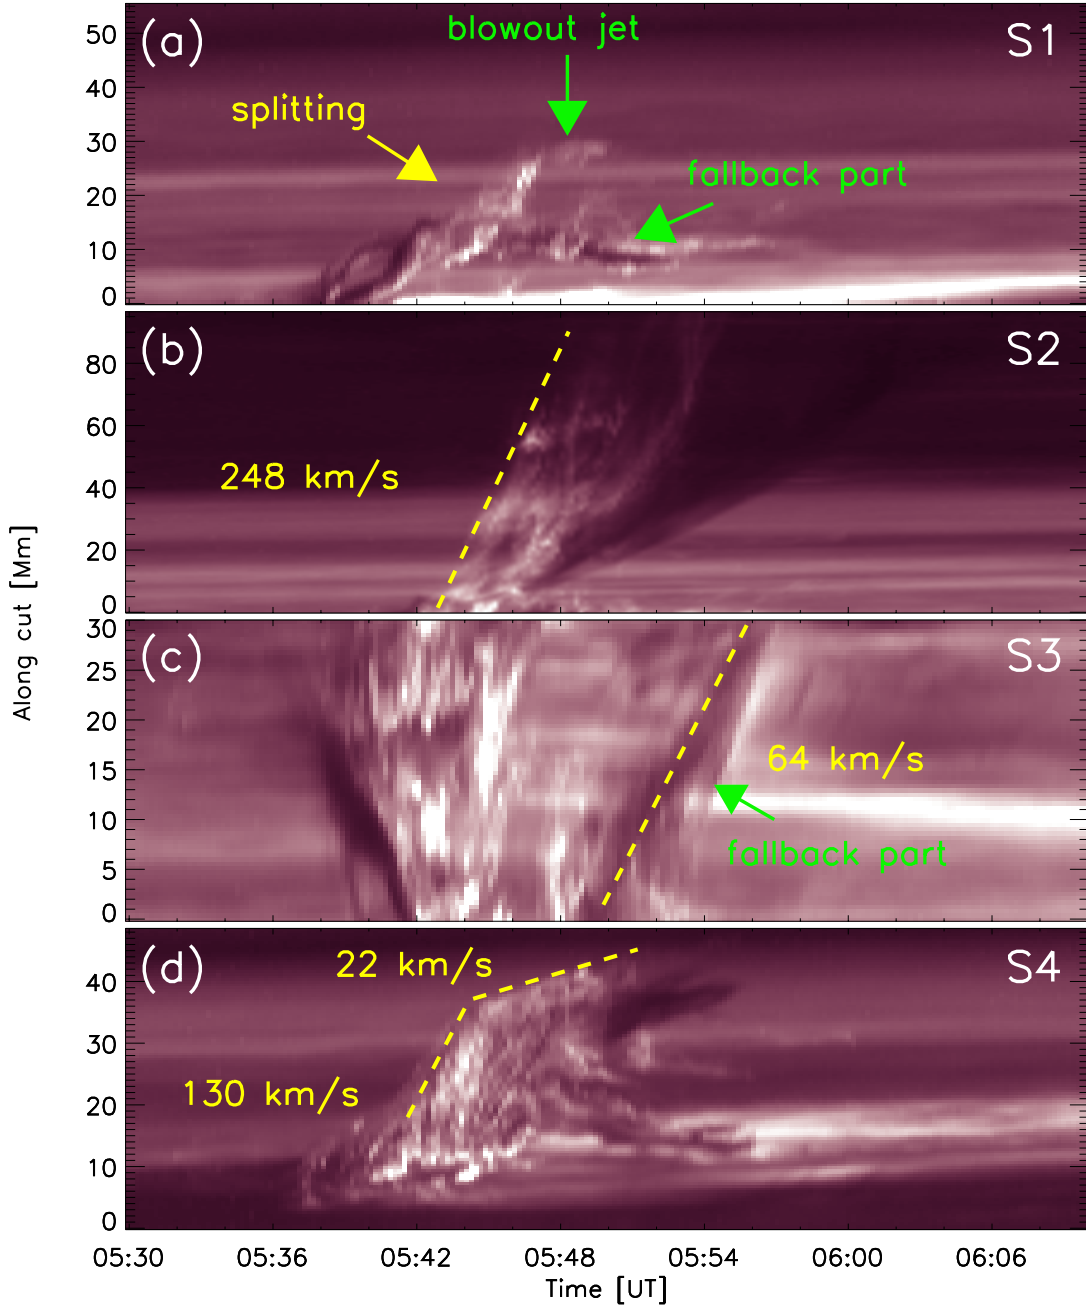 (a)
blowout jet
S1
splitting
fallback part
50
40
30
20
10
0
(b)
S2
248 km/s
80
60
40
20
0
Along cut [Mm]
(c)
S3
64 km/s
fallback part
30
25
20
15
10
5
0
(d)
22 km/s
S4
130 km/s
40
30
20
10
0
05:30 05:36 05:42 05:48 05:54 06:00 06:06
Time [UT]